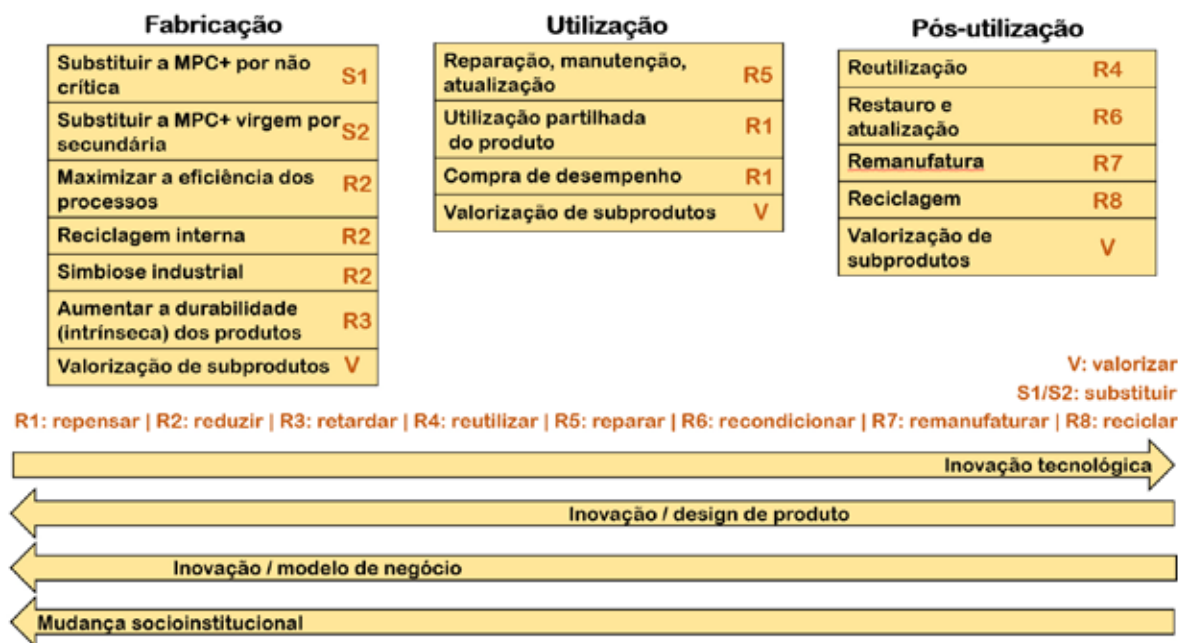 Fabricação
Substituir a MPC+ por não
crítica
S1
Substituir a MPC+ virgem por
secundária
S2
Maximizar a eficiência dos
processos
R2
Reciclagem interna R2
Simbiose industrial R2
Aumentar a durabilidade
(intrínseca) dos produtos
R3
Valorização de subprodutos V
Utilização
Reparação, manutenção,
atualização
R5
Utilização partilhada
do produto
R1
Compra de desempenho R1
Valorização de subprodutos V
Pós-utilização
Reutilização R4
Restauro e
atualização
R6
Remanufatura R7
Reciclagem R8
Valorização de
subprodutos
V
V: valorizar
S1/S2: substituir
R1: repensar | R2: reduzir | R3: retardar | R4: reutilizar | R5: reparar | R6: recondicionar | R7: remanufaturar | R8: reciclar
Inovação tecnológica
Inovação / design de produto
Inovação / modelo de negócio
Mudança socioinstitucional